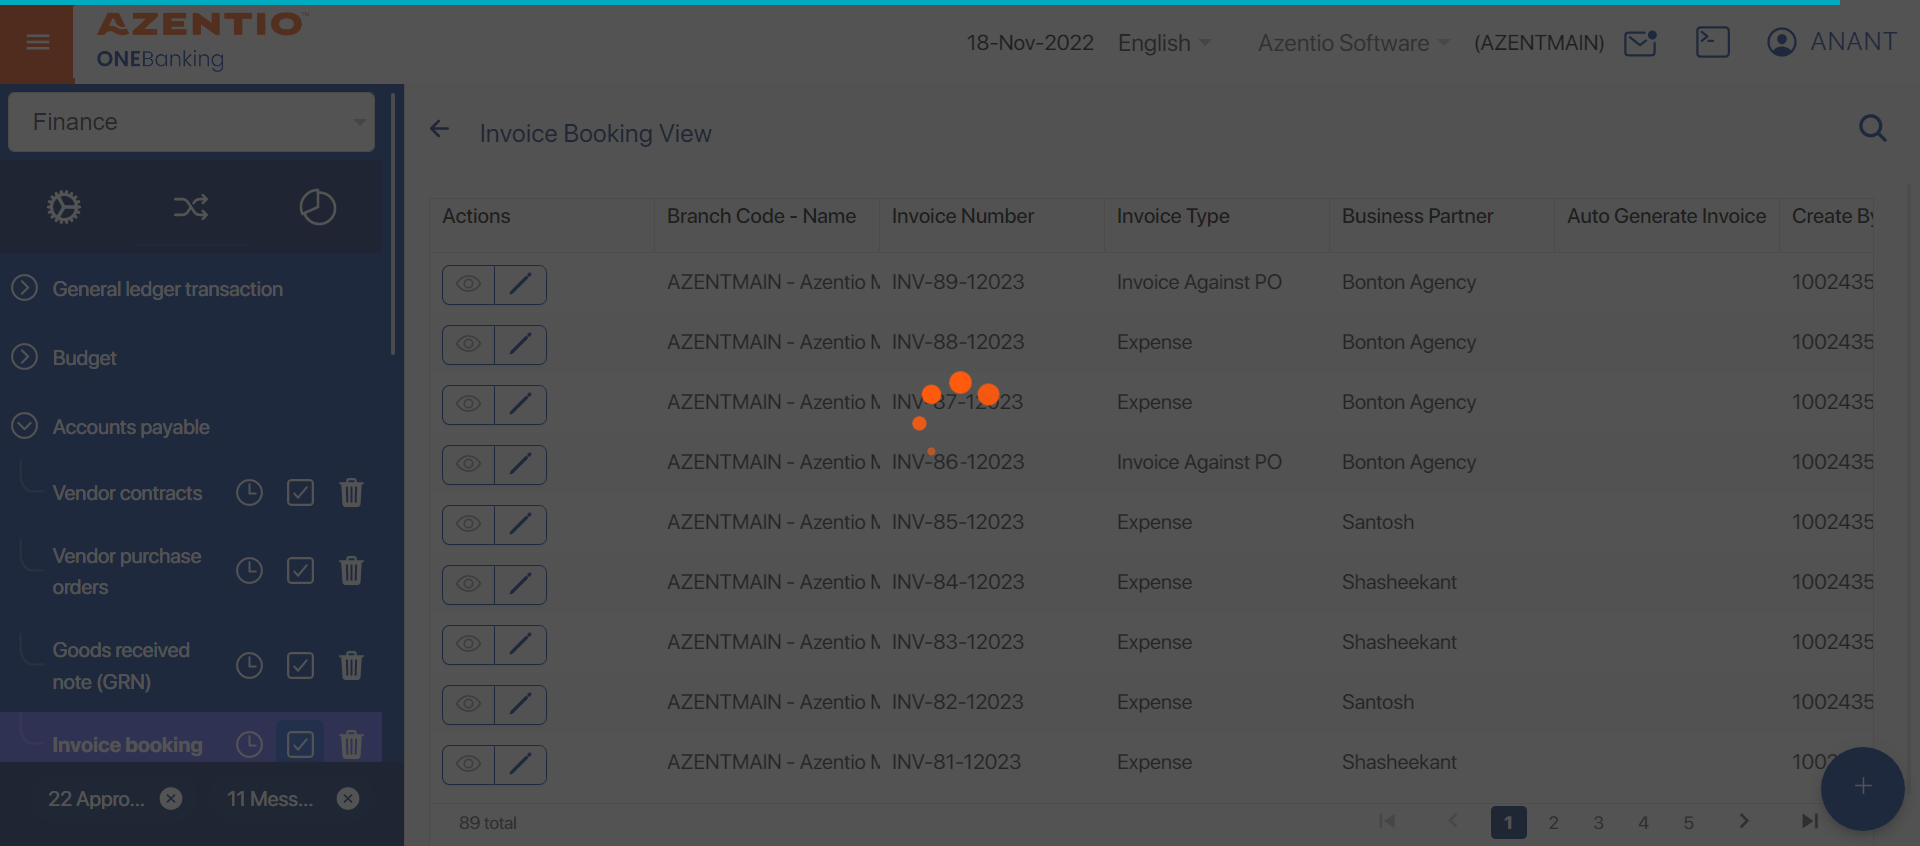 AZENTIO
ONEBanking
18-Nov-2022 English Azentio Software (AZENTMAIN) ANANT
Finance
General ledger transaction
Budget
Accounts payable
Vendor contracts
Vendor purchase
orders
Goods received
note (GRN)
Invoice booking
22 Appro... 11 Mess...
Invoice Booking View
Actions Branch Code - Name Invoice Number Invoice Type Business Partner Auto Generate Invoice Create By
AZENTMAIN - Azentio M INV-89-12023 Invoice Against PO Bonton Agency 1002435
AZENTMAIN - Azentio M INV-88-12023 Expense Bonton Agency 1002435
AZENTMAIN - Azentio M INV-87-12023 Expense Bonton Agency 1002435
AZENTMAIN - Azentio M INV-86-12023 Invoice Against PO Bonton Agency 1002435
AZENTMAIN - Azentio M INV-85-12023 Expense Santosh 1002435
AZENTMAIN - Azentio M INV-84-12023 Expense Shasheekant 1002435
AZENTMAIN - Azentio M INV-83-12023 Expense Shasheekant 1002435
AZENTMAIN - Azentio M INV-82-12023 Expense Santosh 1002435
AZENTMAIN - Azentio M INV-81-12023 Expense Shasheekant
89 total 1 2 3 4 5